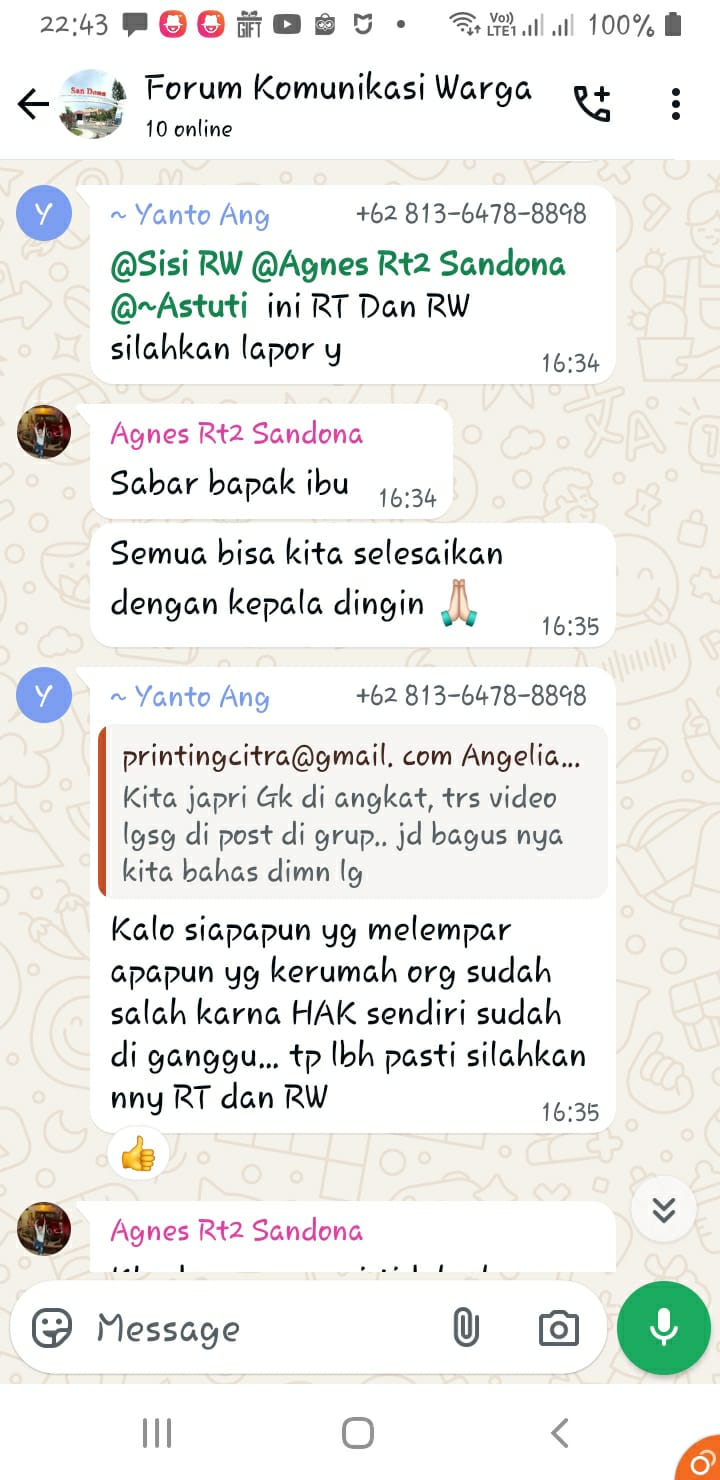 22:43
GIFT
Vo))
LTE1
100%
San Dona
Forum Komunikasi Warga
10 online
Y
~ Yanto Ang +62 813-6478-8898
@Sisi RW @Agnes Rt2 Sandona
@~Astuti ini RT Dan RW
silahkan lapor y
16:34
Agnes Rt2 Sandona
Sabar bapak ibu
16:34
Semua bisa kita selesaikan
dengan kepala dingin 🙏
16:35
Y
~ Yanto Ang +62 813-6478-8898
printingcitra@gmail. com Angelia...
Kita japri Gk di angkat, trs video
lgsg di post di grup.. jd bagus nya
kita bahas dimn lg
Kalo siapapun yg melempar
apapun yg kerumah org sudah
salah karna HAK sendiri sudah
di ganggu... tp lbh pasti silahkan
nny RT dan RW
16:35
👍
Agnes Rt2 Sandona
Message